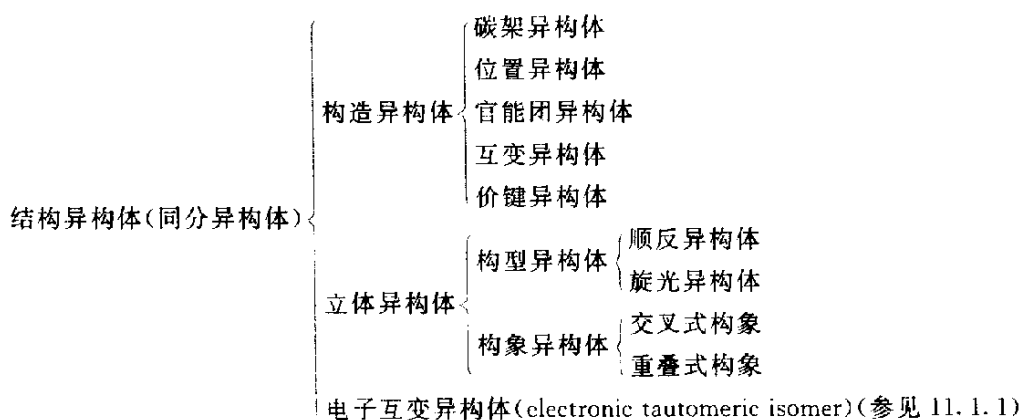 碳架异构体
位置异构体
构造异构体
官能团异构体
互变异构体
价键异构体
结构异构体(同分异构体)
顺反异构体
构型异构体
旋光异构体
立体异构体
交叉式构象
构象异构体
重叠式构象
电子互变异构体(electronic tautomeric isomer)(参见 11.1.1)